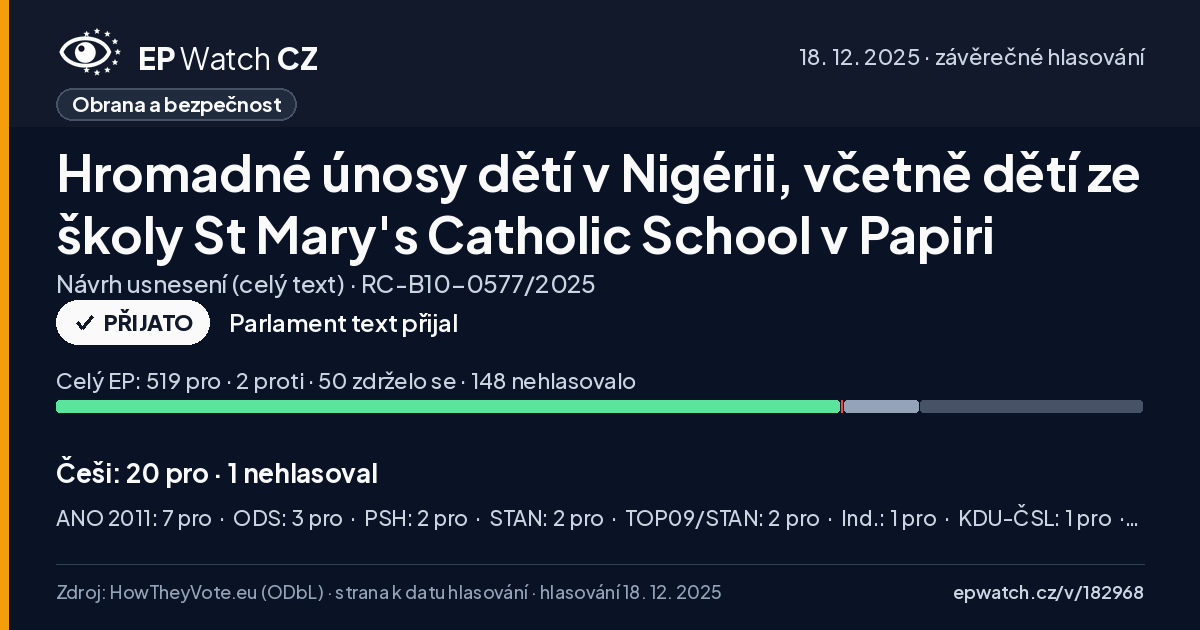 EP Watch CZ
18. 12. 2025 · závěrečné hlasování
Obrana a bezpečnost
Hromadné únosy dětí v Nigérii, včetně dětí ze
školy St Mary's Catholic School v Papiri
Návrh usnesení (celý text) · RC-B10-0577/2025
✓ PŘIJATO
Parlament text přijal
Celý EP: 519 pro · 2 proti · 50 zdrželo se · 148 nehlasovalo
Češi: 20 pro · 1 nehlasoval
ANO 2011: 7 pro · ODS: 3 pro · PSH: 2 pro · STAN: 2 pro · TOP09/STAN: 2 pro · Ind.: 1 pro · KDU-ČSL: 1 pro ·…
Zdroj: HowTheyVote.eu (ODbL) · strana k datu hlasování · hlasování 18. 12. 2025
epwatch.cz/v/182968